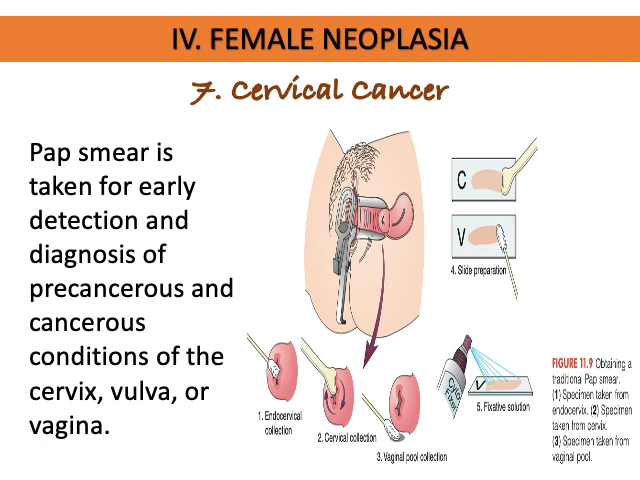 IV. FEMALE NEOPLASIA
7. Cervical Cancer
Pap smear is
taken for early
detection and
diagnosis of
precancerous and
cancerous
conditions of the
cervix, vulva, or
vagina.
C
V
4. Slide preparation
1. Endocervical
collection
2. Cervical collection
3. Vaginal pool collection
Cyto
Fixer
V
5. Fixative solution
FIGURE 11.9 Obtaining a
traditional Pap smear.
(1) Specimen taken from
endocervix. (2) Specimen
taken from cervix.
(3) Specimen taken from
vaginal pool.